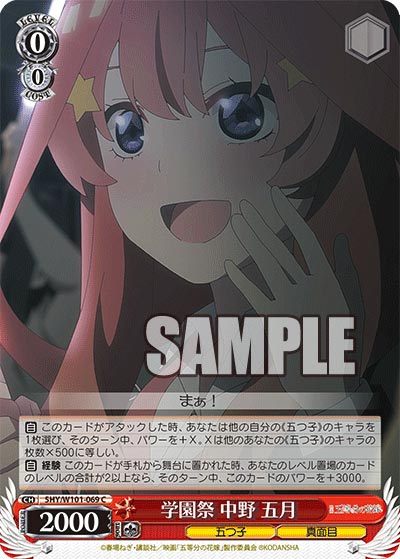 LEVEL
0
0
COST
SAMPLE
まぁ！
自 このカードがアタックした時、あなたは他の自分の《五つ子》のキャラを
1枚選び、そのターン中、パワーを＋X。Xは他のあなたの《五つ子》のキャラの
枚数×500に等しい。
自 経験 このカードが手札から舞台に置かれた時、あなたのレベル置場のカード
のレベルの合計が2以上なら、そのターン中、このカードのパワーを＋3000。
CH 5HY/W101-069 C
学園祭 中野 五月
2000
五つ子
真面目
©春場ねぎ・講談社／映画「五等分の花嫁」製作委員会 ©KODANSHA